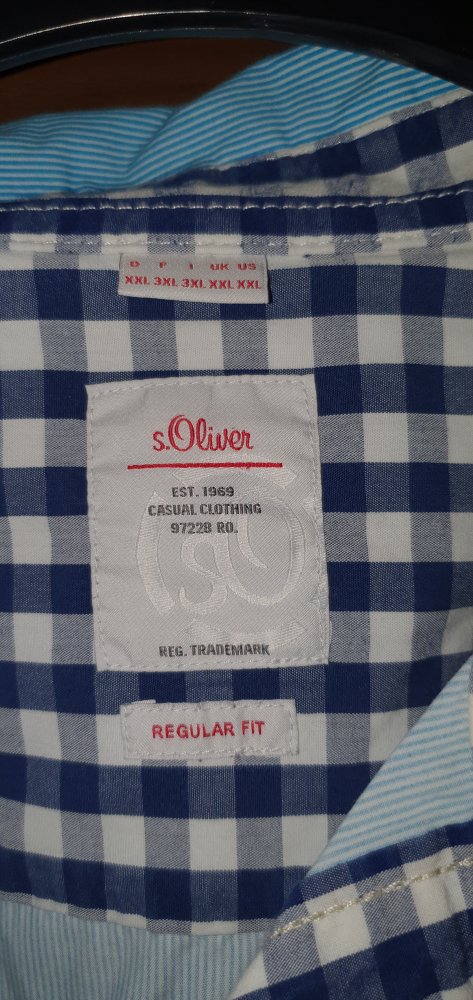 D F I UK US
XXL 3XL 3XL XXL XXL
s.Oliver
EST. 1969
CASUAL CLOTHING
97228 RO.
REG. TRADEMARK
REGULAR FIT